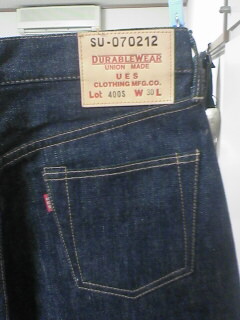 SU-070212
DURABLEWEAR
UNION MADE
UES
CLOTHING MFG.CO.
Lot 400S W 30 L